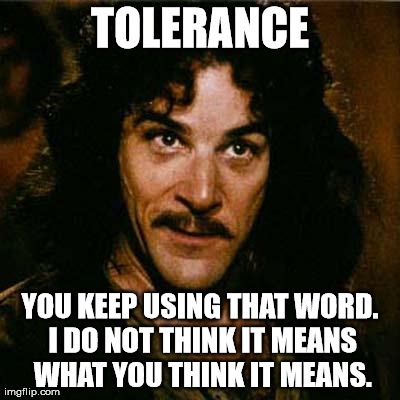 TOLERANCE
YOU KEEP USING THAT WORD.
I DO NOT THINK IT MEANS
WHAT YOU THINK IT MEANS.
imgflip.com